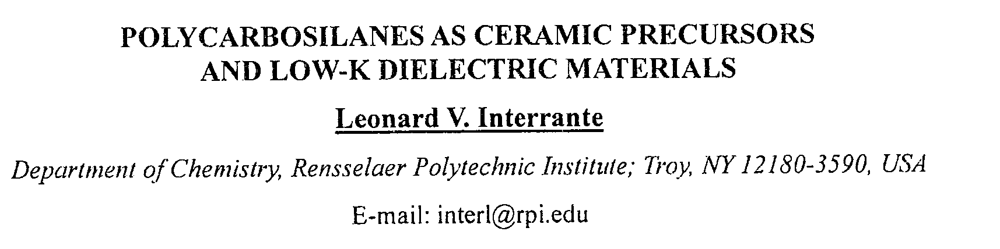 POLYCARBOSILANES AS CERAMIC PRECURSORS
AND LOW-K DIELECTRIC MATERIALS
Leonard V. Interrante
Department of Chemistry, Rensselaer Polytechnic Institute; Troy, NY 12180-3590, USA
E-mail: interl@rpi.edu